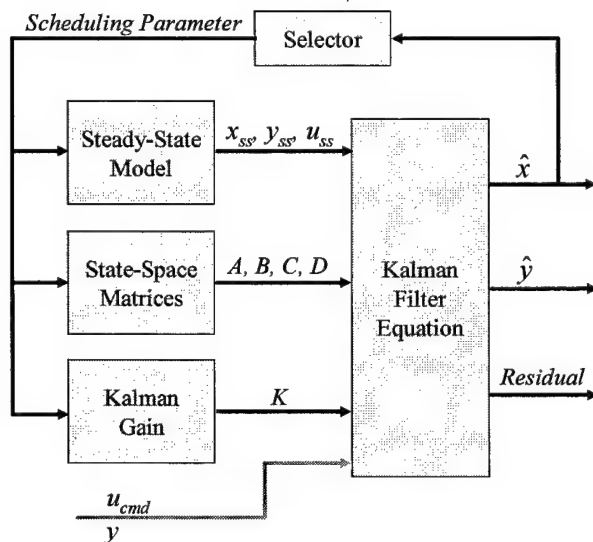 Scheduling Parameter
Selector
Steady-State
Model
x_ss, y_ss, u_ss
x̂
State-Space
Matrices
A, B, C, D
Kalman
Filter
Equation
ŷ
Residual
Kalman
Gain
K
u_cmd
y